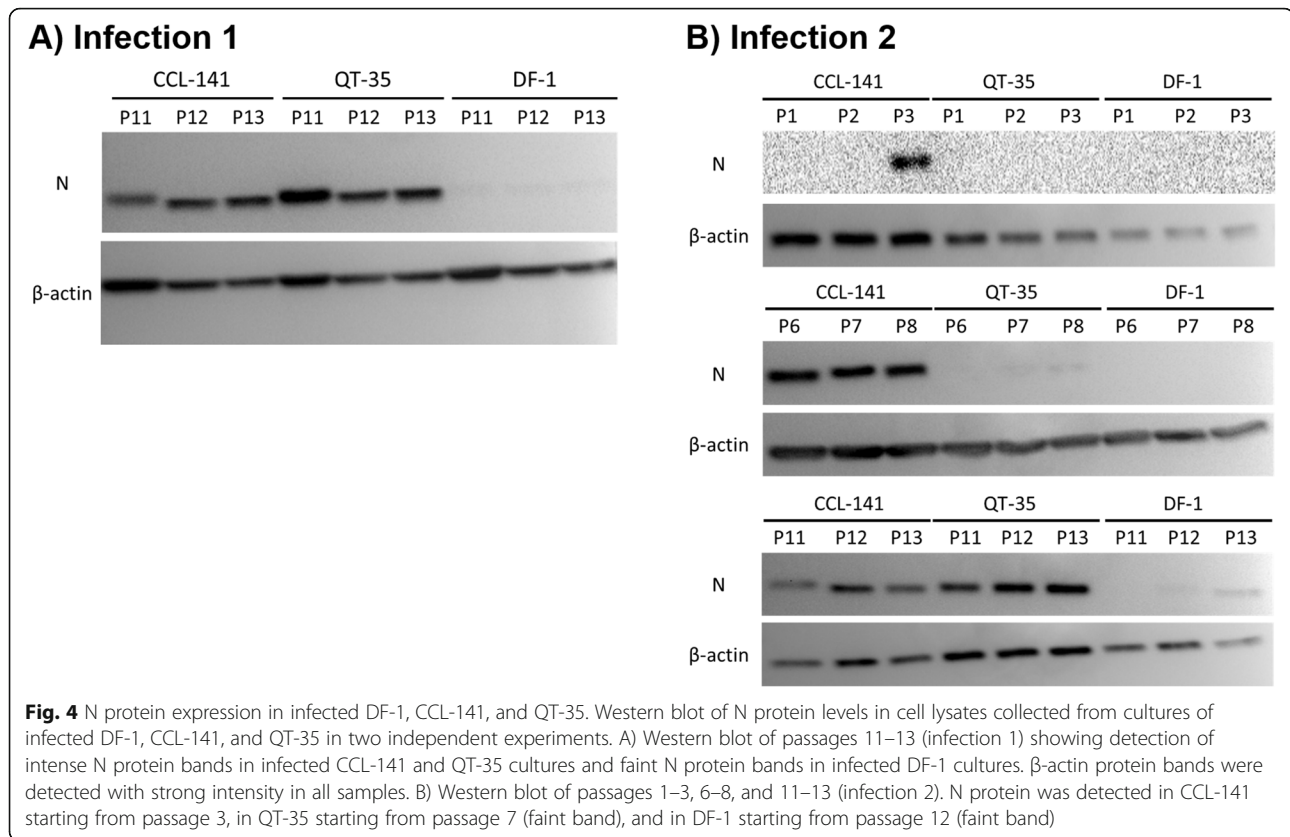 A) Infection 1
CCL-141 QT-35 DF-1
P11 P12 P13 P11 P12 P13 P11 P12 P13
N
β-actin
B) Infection 2
CCL-141 QT-35 DF-1
P1 P2 P3 P1 P2 P3 P1 P2 P3
N
β-actin
CCL-141 QT-35 DF-1
P6 P7 P8 P6 P7 P8 P6 P7 P8
N
β-actin
CCL-141 QT-35 DF-1
P11 P12 P13 P11 P12 P13 P11 P12 P13
N
β-actin
Fig. 4 N protein expression in infected DF-1, CCL-141, and QT-35. Western blot of N protein levels in cell lysates collected from cultures of
infected DF-1, CCL-141, and QT-35 in two independent experiments. A) Western blot of passages 11–13 (infection 1) showing detection of
intense N protein bands in infected CCL-141 and QT-35 cultures and faint N protein bands in infected DF-1 cultures. β-actin protein bands were
detected with strong intensity in all samples. B) Western blot of passages 1–3, 6–8, and 11–13 (infection 2). N protein was detected in CCL-141
starting from passage 3, in QT-35 starting from passage 7 (faint band), and in DF-1 starting from passage 12 (faint band)